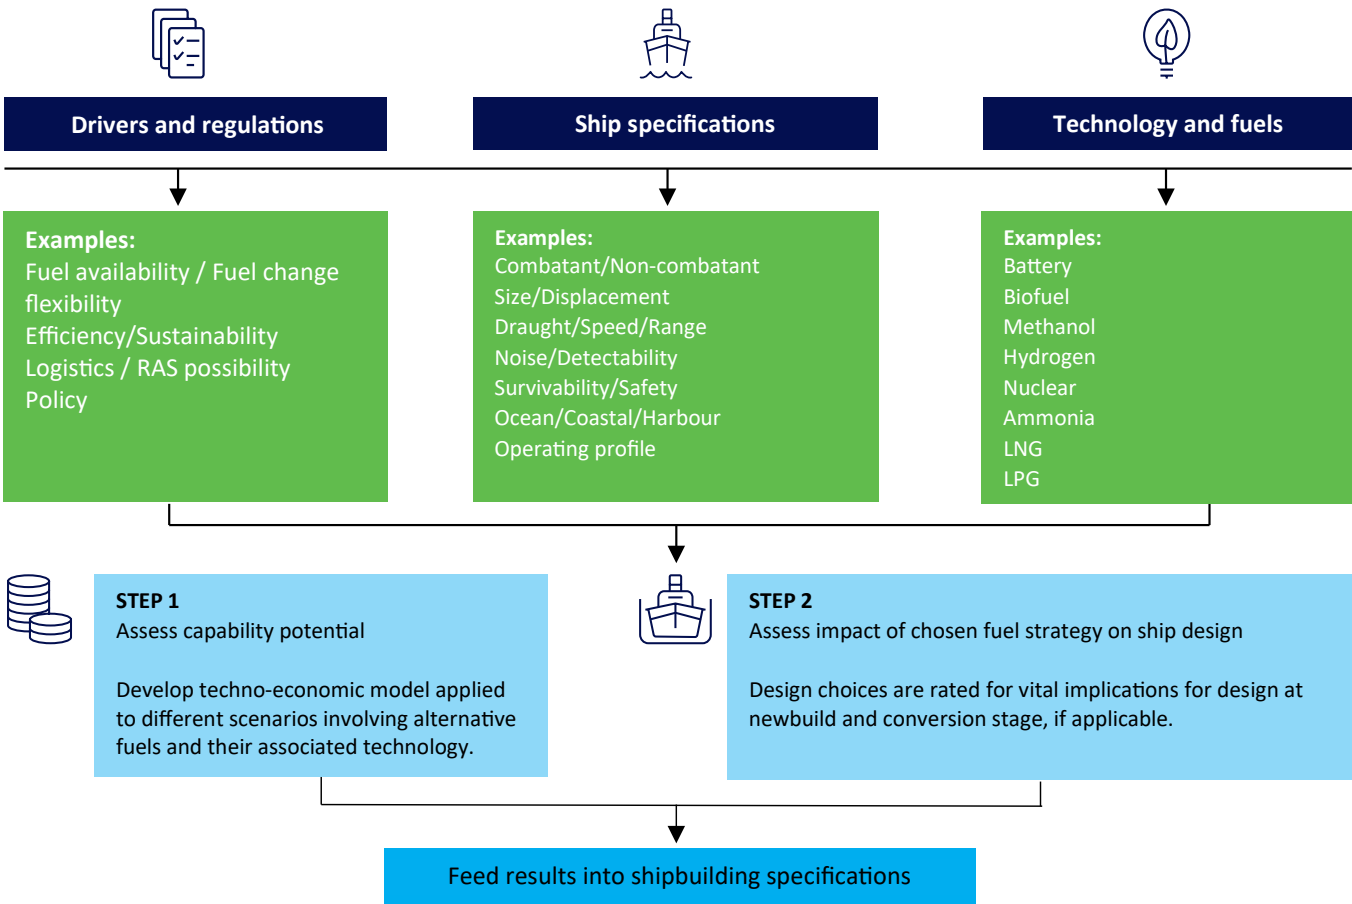 Drivers and regulations
Ship specifications
Technology and fuels
Examples:
Fuel availability / Fuel change
flexibility
Efficiency/Sustainability
Logistics / RAS possibility
Policy
Examples:
Combatant/Non-combatant
Size/Displacement
Draught/Speed/Range
Noise/Detectability
Survivability/Safety
Ocean/Coastal/Harbour
Operating profile
Examples:
Battery
Biofuel
Methanol
Hydrogen
Nuclear
Ammonia
LNG
LPG
STEP 1
Assess capability potential
Develop techno-economic model applied
to different scenarios involving alternative
fuels and their associated technology.
STEP 2
Assess impact of chosen fuel strategy on ship design
Design choices are rated for vital implications for design at
newbuild and conversion stage, if applicable.
Feed results into shipbuilding specifications